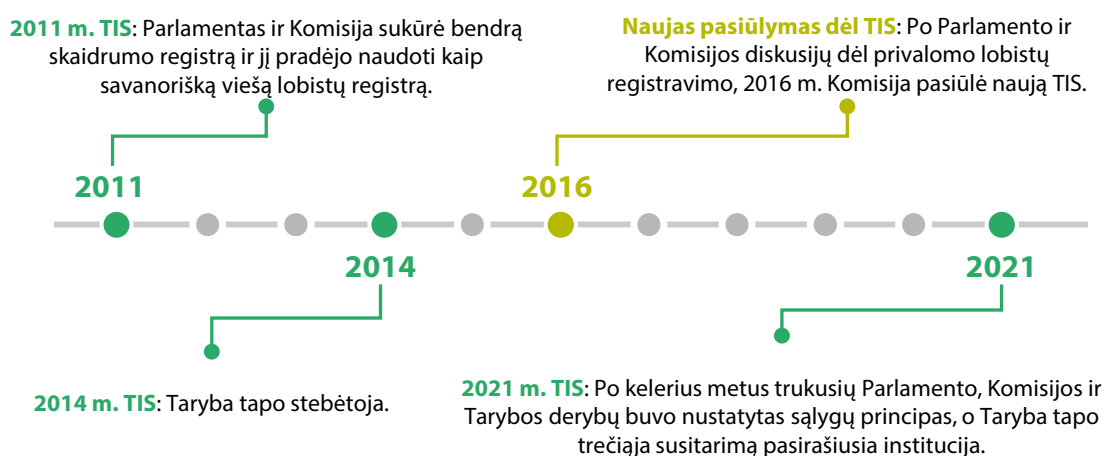 2011 m. TIS: Parlamentas ir Komisija sukūrė bendrą
skaidrumo registrą ir jį pradėjo naudoti kaip
savanorišką viešą lobistų registrą.
Naujas pasiūlymas dėl TIS: Po Parlamento ir
Komisijos diskusijų dėl privalomo lobistų
registravimo, 2016 m. Komisija pasiūlė naują TIS.
2011
2016
2014
2021
2014 m. TIS: Taryba tapo stebėtoja.
2021 m. TIS: Po kelerius metus trukusių Parlamento, Komisijos ir
Tarybos derybų buvo nustatytas sąlygų principas, o Taryba tapo
trečiąja susitarimą pasirašiusia institucija.